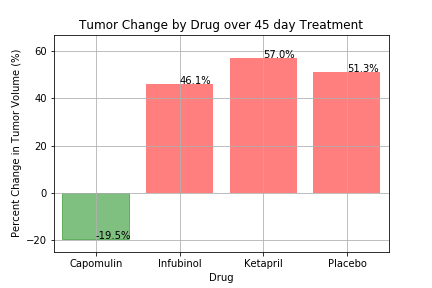 Tumor Change by Drug over 45 day Treatment
Percent Change in Tumor Volume (%)
60
40
20
0
−20
-19.5%
46.1%
57.0%
51.3%
Capomulin
Infubinol
Ketapril
Placebo
Drug